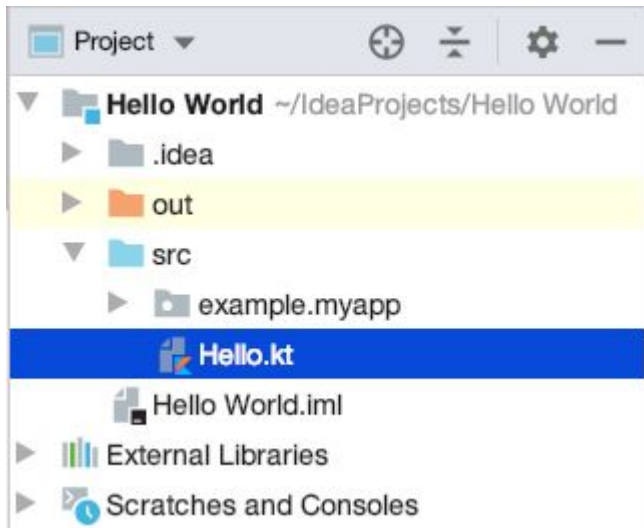 Project
Hello World ~/IdeaProjects/Hello World
.idea
out
src
example.myapp
Hello.kt
Hello World.iml
External Libraries
Scratches and Consoles